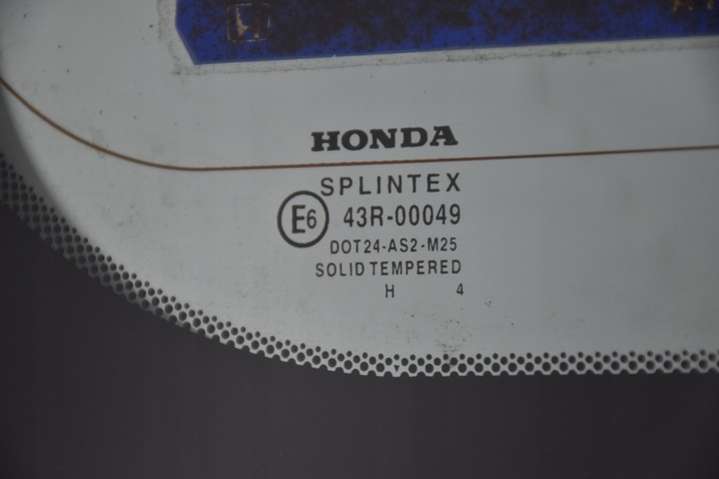 HONDA
SPLINTEX
E6 43R-00049
DOT24-AS2-M25
SOLID TEMPERED
H 4